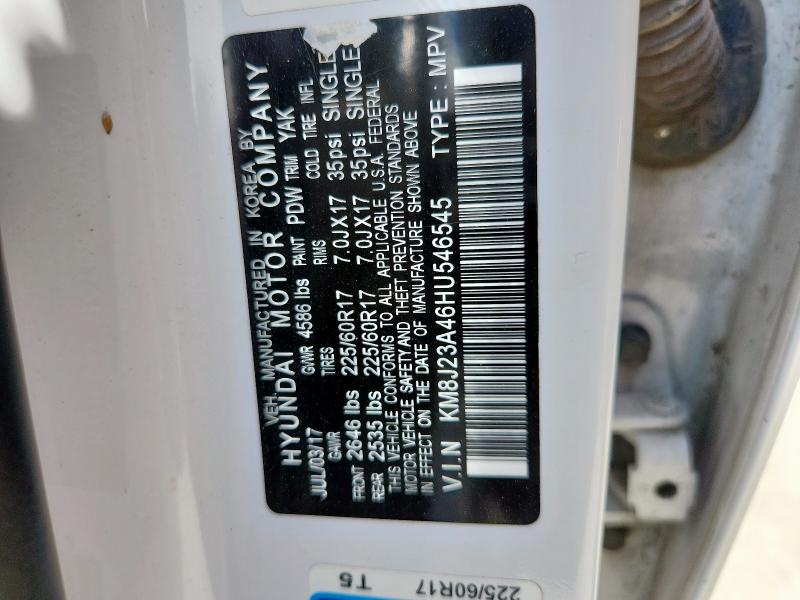 VEH. MANUFACTURED IN KOREA BY
HYUNDAI MOTOR COMPANY
JUL/03/17 GVWR 4586 lbs PAINT PDW TRIM YAK
GAWR TIRES RIMS COLD TIRE INFL
FRONT 2646 lbs 225/60R17 7.0JX17 35psi SINGLE
REAR 2535 lbs 225/60R17 7.0JX17 35psi SINGLE
THIS VEHICLE CONFORMS TO ALL APPLICABLE U.S.A. FEDERAL
MOTOR VEHICLE SAFETY AND THEFT PREVENTION STANDARDS
IN EFFECT ON THE DATE OF MANUFACTURE SHOWN ABOVE
V.I.N KM8J23A46HU546545 TYPE : MPV
T5
225/60R17